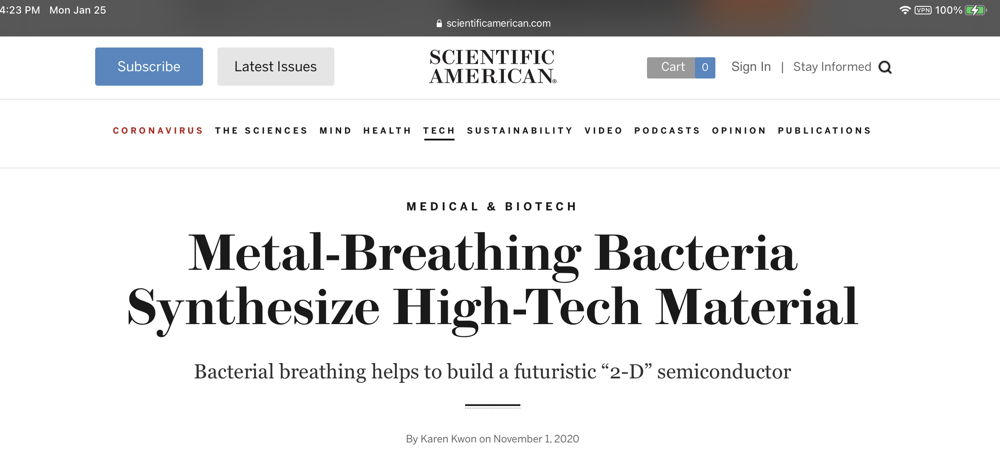 4:23 PM Mon Jan 25
VPN 100%
scientificamerican.com
Subscribe
Latest Issues
SCIENTIFIC
AMERICAN®
Cart 0
Sign In | Stay Informed
CORONAVIRUS THE SCIENCES MIND HEALTH TECH SUSTAINABILITY VIDEO PODCASTS OPINION PUBLICATIONS
MEDICAL & BIOTECH
Metal-Breathing Bacteria
Synthesize High-Tech Material
Bacterial breathing helps to build a futuristic “2-D” semiconductor
By Karen Kwon on November 1, 2020